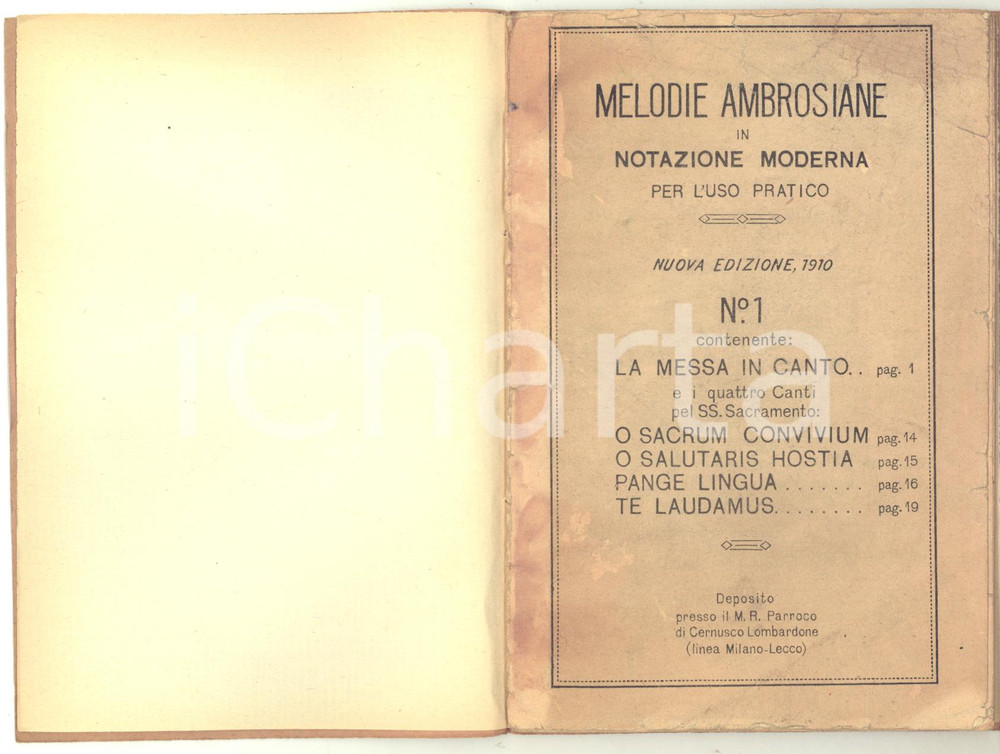 MELODIE AMBROSIANE
IN
NOTAZIONE MODERNA
PER L'USO PRATICO
NUOVA EDIZIONE, 1910
Nº. 1
contenente:
LA MESSA IN CANTO.. pag. 1
e i quattro Canti
pel SS. Sacramento:
O SACRUM CONVIVIUM pag. 14
O SALUTARIS HOSTIA pag. 15
PANGE LINGUA ....... pag. 16
TE LAUDAMUS........ pag. 19
Deposito
presso il M. R. Parroco
di Cernusco Lombardone
(linea Milano-Lecco)
iCharta